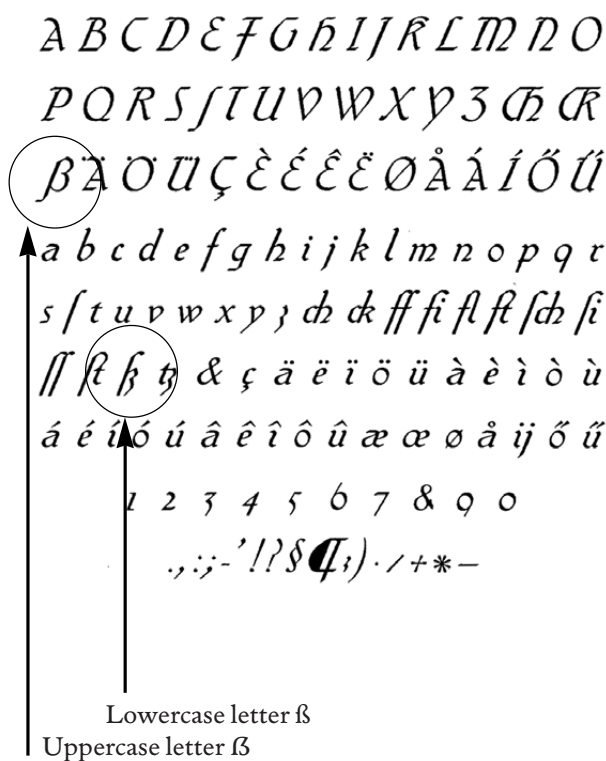 A B C D E F G H I J K L M N O
P Q R S ſ T U V W X Y Z CH CK
ẞ Ä Ö Ü Ç È É Ê Ë Ø Å Á Í Ő Ű
a b c d e f g h i j k l m n o p q r
s ſ t u v w x y z ch ck ff fi fl ft ſch ſi
ſſ ſt ß tz & ç ä ë ï ö ü à è ì ò ù
á é í ó ú â ê î ô û æ œ ø å ij ő ű
1 2 3 4 5 6 7 & 9 0
.,:;-'!?§¶;)·/+*—
Lowercase letter ß
Uppercase letter ẞ